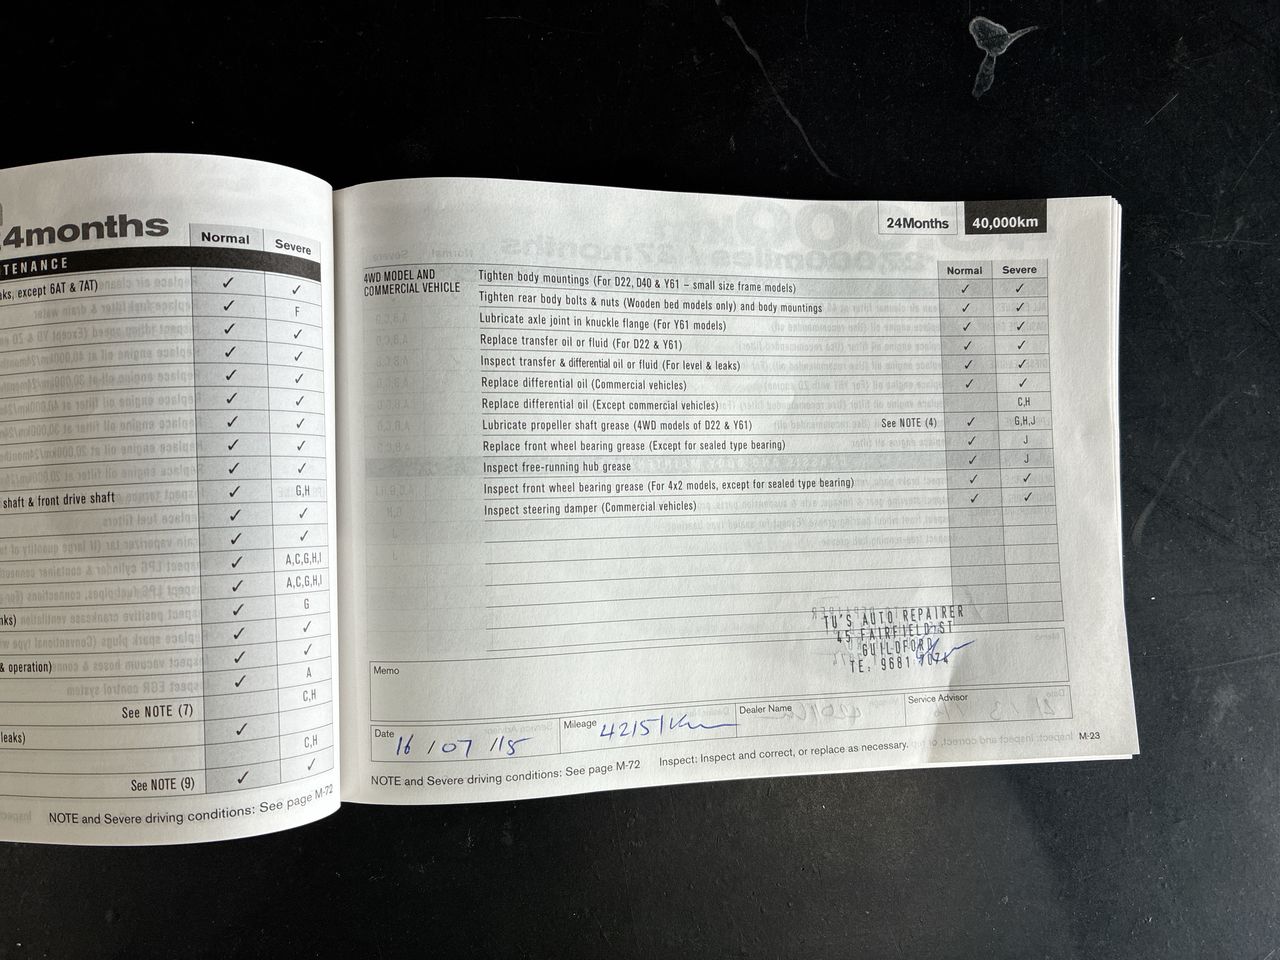 4months
Normal Severe
TENANCE
aks, except 6AT & 7AT) ✓ ✓
✓ F
✓ ✓
✓ ✓
✓ ✓
✓ ✓
✓ ✓
✓ ✓
✓ ✓
shaft & front drive shaft ✓ G,H
✓ ✓
✓ ✓
✓ A,C,G,H,I
✓ A,C,G,H,I
✓ G
nks) ✓ ✓
✓ ✓
& operation) ✓ A
C,H
See NOTE (7)
leaks) ✓ C,H
See NOTE (9) ✓ ✓
NOTE and Severe driving conditions: See page M-72
24Months 40,000km
Normal Severe
4WD MODEL AND
COMMERCIAL VEHICLE
Tighten body mountings (For D22, D40 & Y61 – small size frame models) ✓ ✓
Tighten rear body bolts & nuts (Wooden bed models only) and body mountings ✓ ✓
Lubricate axle joint in knuckle flange (For Y61 models) ✓ ✓
Replace transfer oil or fluid (For D22 & Y61) ✓ ✓
Inspect transfer & differential oil or fluid (For level & leaks) ✓ ✓
Replace differential oil (Commercial vehicles) ✓ ✓
Replace differential oil (Except commercial vehicles) C,H
Lubricate propeller shaft grease (4WD models of D22 & Y61) See NOTE (4) ✓ G,H,J
Replace front wheel bearing grease (Except for sealed type bearing) ✓ J
Inspect free-running hub grease ✓ J
Inspect front wheel bearing grease (For 4x2 models, except for sealed type bearing) ✓ ✓
Inspect steering damper (Commercial vehicles) ✓ ✓
TU'S AUTO REPAIRER
45 FAIRFIELD ST
GUILDFORD
TE: 9681 7074
Memo
Date 16 / 07 /15
Mileage 42151Km
Dealer Name
Service Advisor
NOTE and Severe driving conditions: See page M-72 Inspect: Inspect and correct, or replace as necessary.
M-23